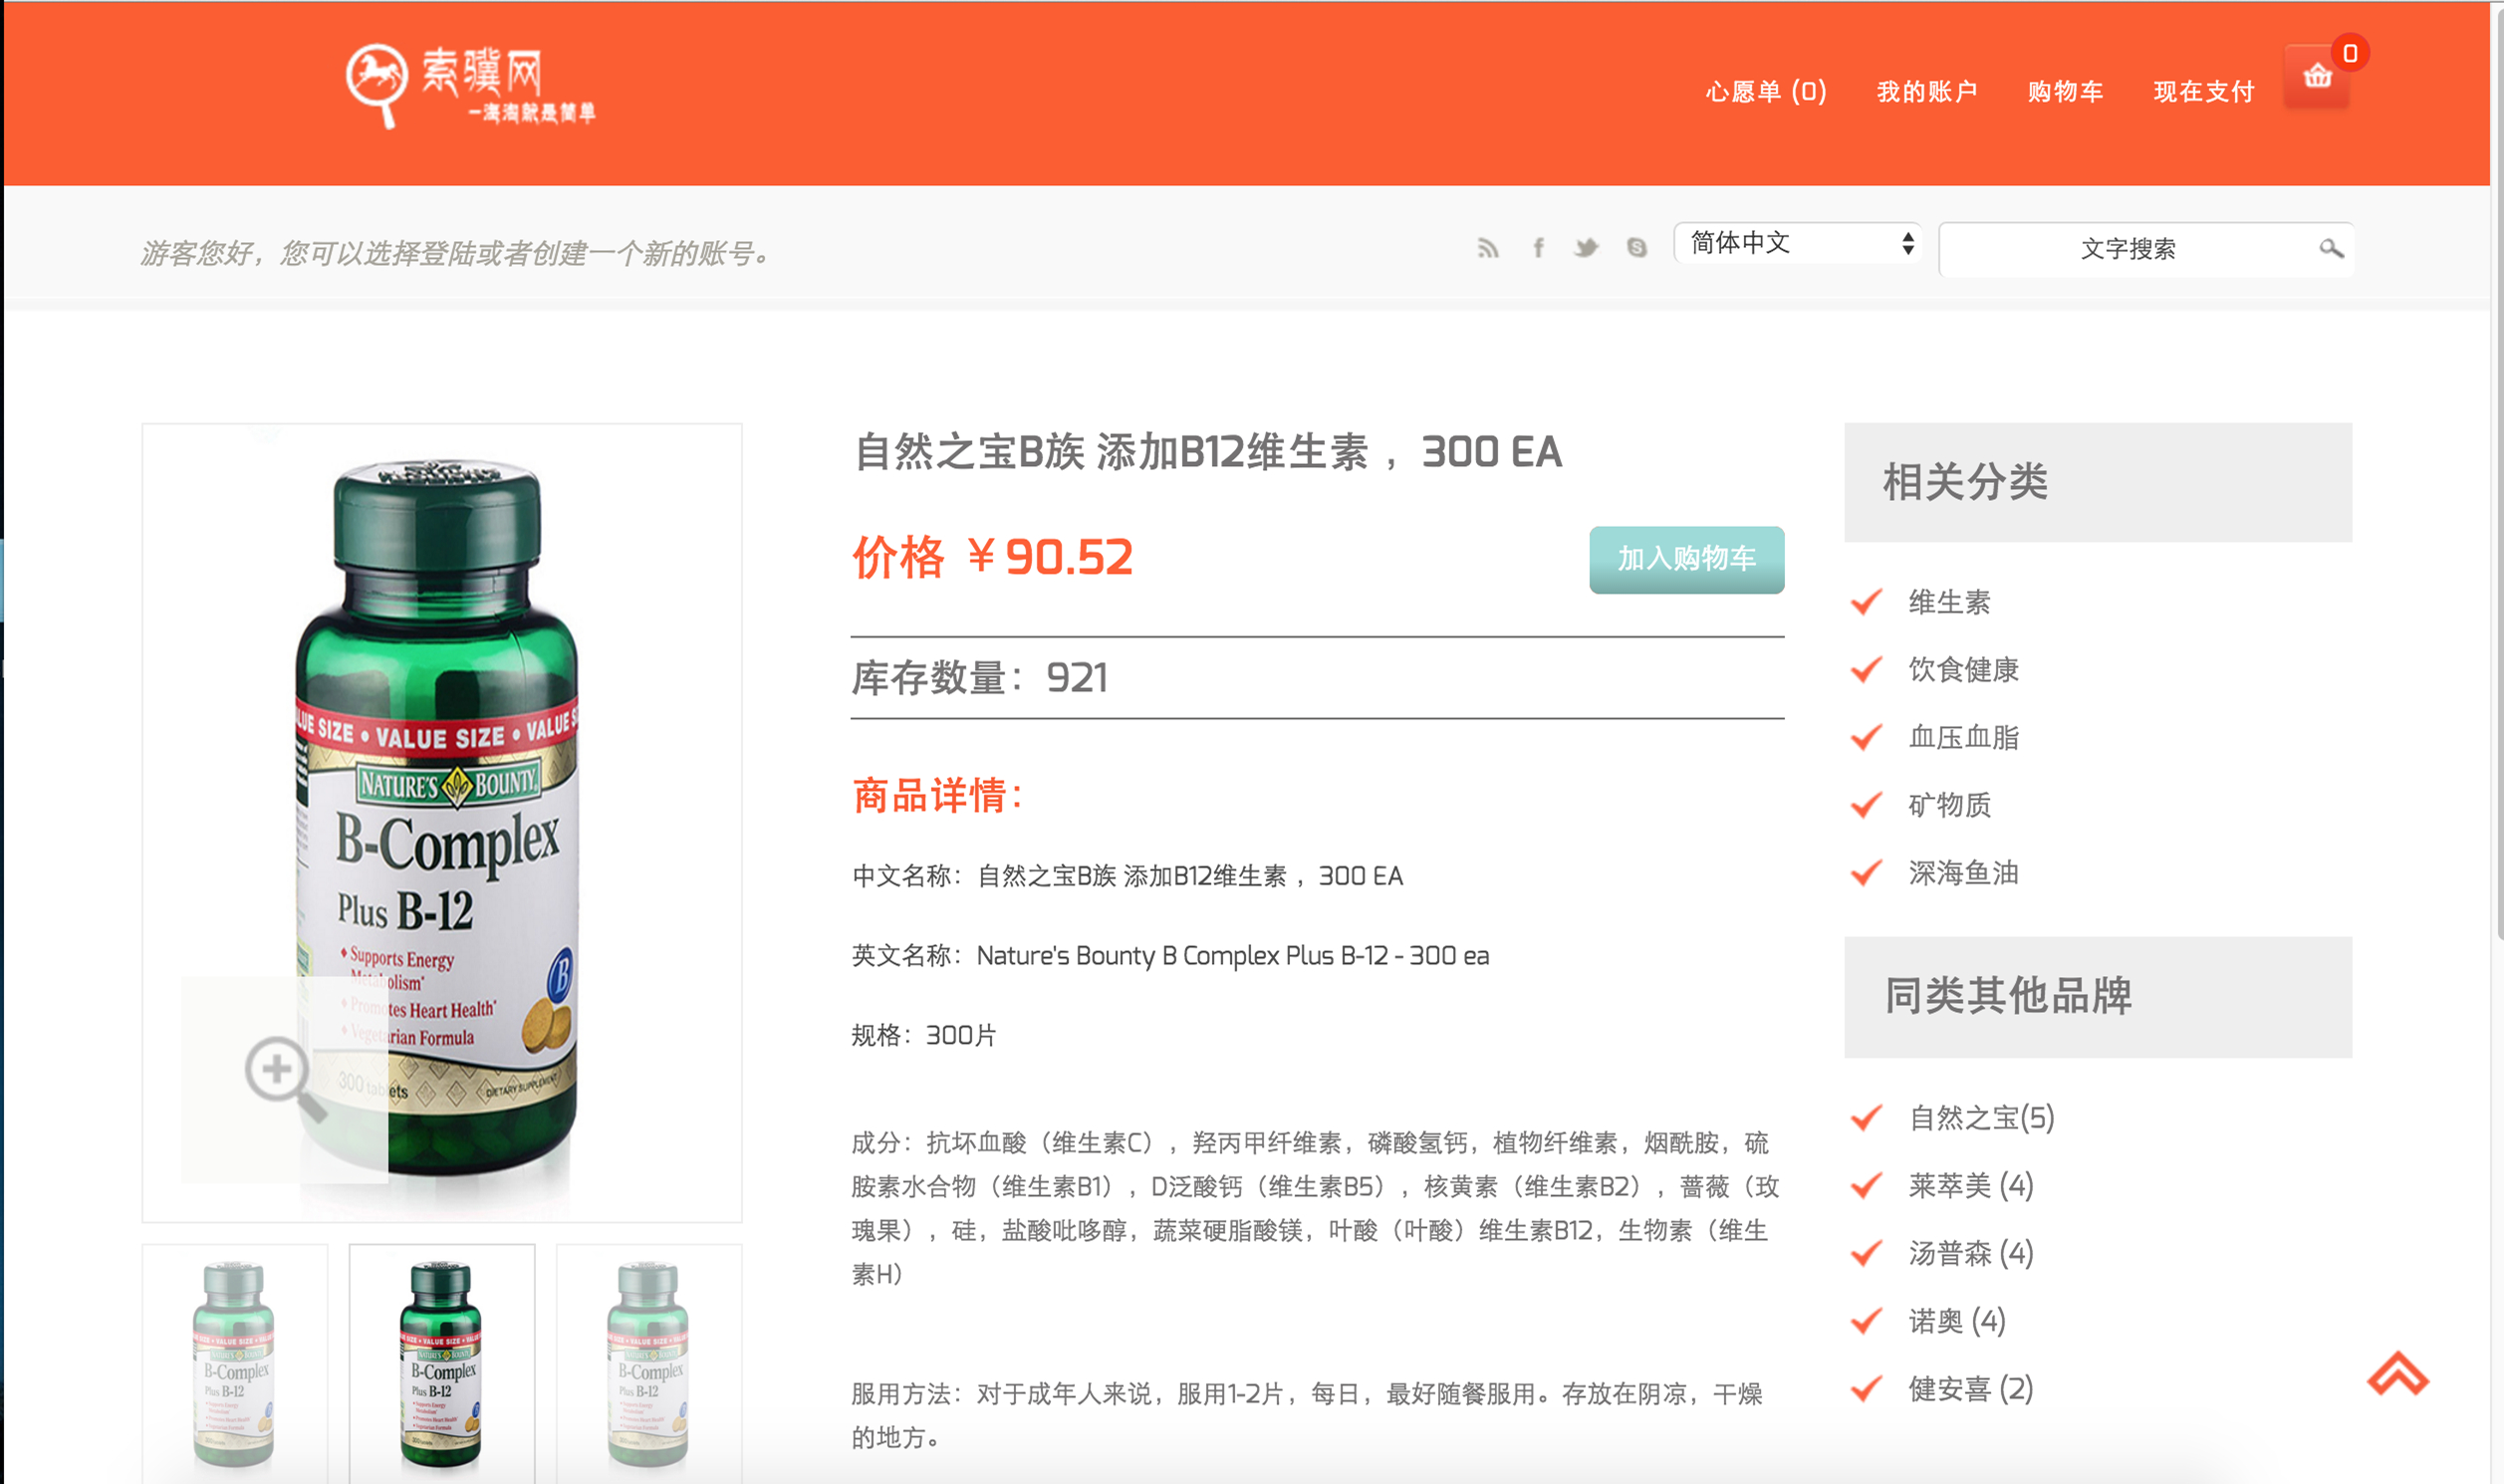 索骥网
—海淘就是简单
心愿单 (0)
我的账户
购物车
现在支付
0
游客您好，您可以选择登陆或者创建一个新的账号。
简体中文
文字搜索
VALUE SIZE • VALUE SIZE
NATURE'S BOUNTY
B-Complex
Plus B-12
Supports Energy
Metabolism*
Promotes Heart Health*
Vegetarian Formula
B
300 tablets
DIETARY SUPPLEMENT
自然之宝B族 添加B12维生素 ，300 EA
价格 ￥90.52
加入购物车
库存数量：921
商品详情：
中文名称：自然之宝B族 添加B12维生素 ，300 EA
英文名称：Nature's Bounty B Complex Plus B-12 - 300 ea
规格：300片
成分：抗坏血酸（维生素C），羟丙甲纤维素，磷酸氢钙，植物纤维素，烟酰胺，硫
胺素水合物（维生素B1），D泛酸钙（维生素B5），核黄素（维生素B2），蔷薇（玫
瑰果），硅，盐酸吡哆醇，蔬菜硬脂酸镁，叶酸（叶酸）维生素B12，生物素（维生
素H）
服用方法：对于成年人来说，服用1-2片，每日，最好随餐服用。存放在阴凉，干燥
的地方。
相关分类
维生素
饮食健康
血压血脂
矿物质
深海鱼油
同类其他品牌
自然之宝(5)
莱萃美 (4)
汤普森 (4)
诺奥 (4)
健安喜 (2)
B-Complex
Plus B-12
B-Complex
Plus B-12
B-Complex
Plus B-12